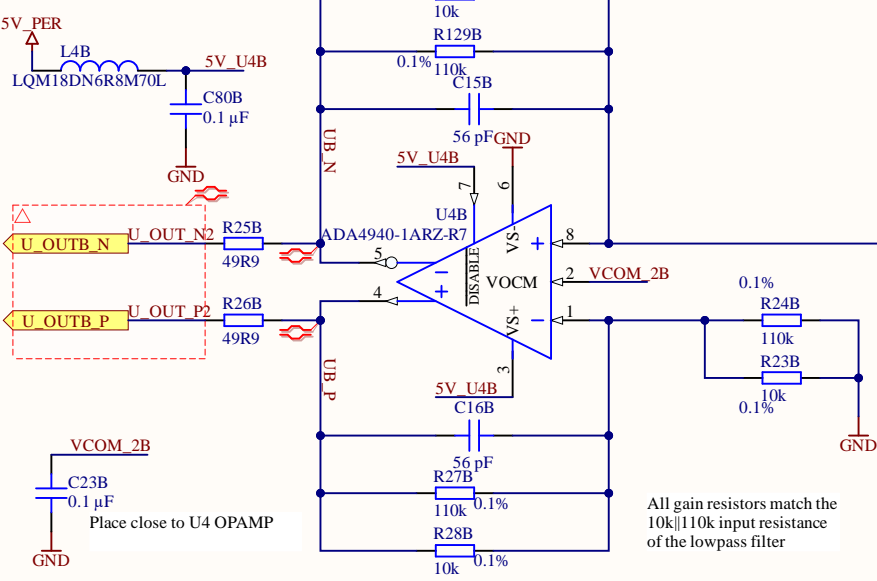 10k
R129B
0.1%
110k
C15B
56 pF
5V_PER
L4B
LQM18DN6R8M70L
5V_U4B
C80B
0.1 µF
GND
UB_N
GND
5V_U4B
7
6
U4B
ADA4940-1ARZ-R7
VS-
+
8
DISABLE
VOCM
2
VCOM_2B
5
−
4
+
VS+
−
1
3
5V_U4B
U_OUTB_N
U_OUT_N2
R25B
49R9
U_OUTB_P
U_OUT_P2
R26B
49R9
UB_P
0.1%
R24B
110k
R23B
10k
0.1%
GND
C16B
56 pF
R27B
110k
0.1%
R28B
10k
0.1%
VCOM_2B
C23B
0.1 µF
Place close to U4 OPAMP
GND
All gain resistors match the
10k||110k input resistance
of the lowpass filter